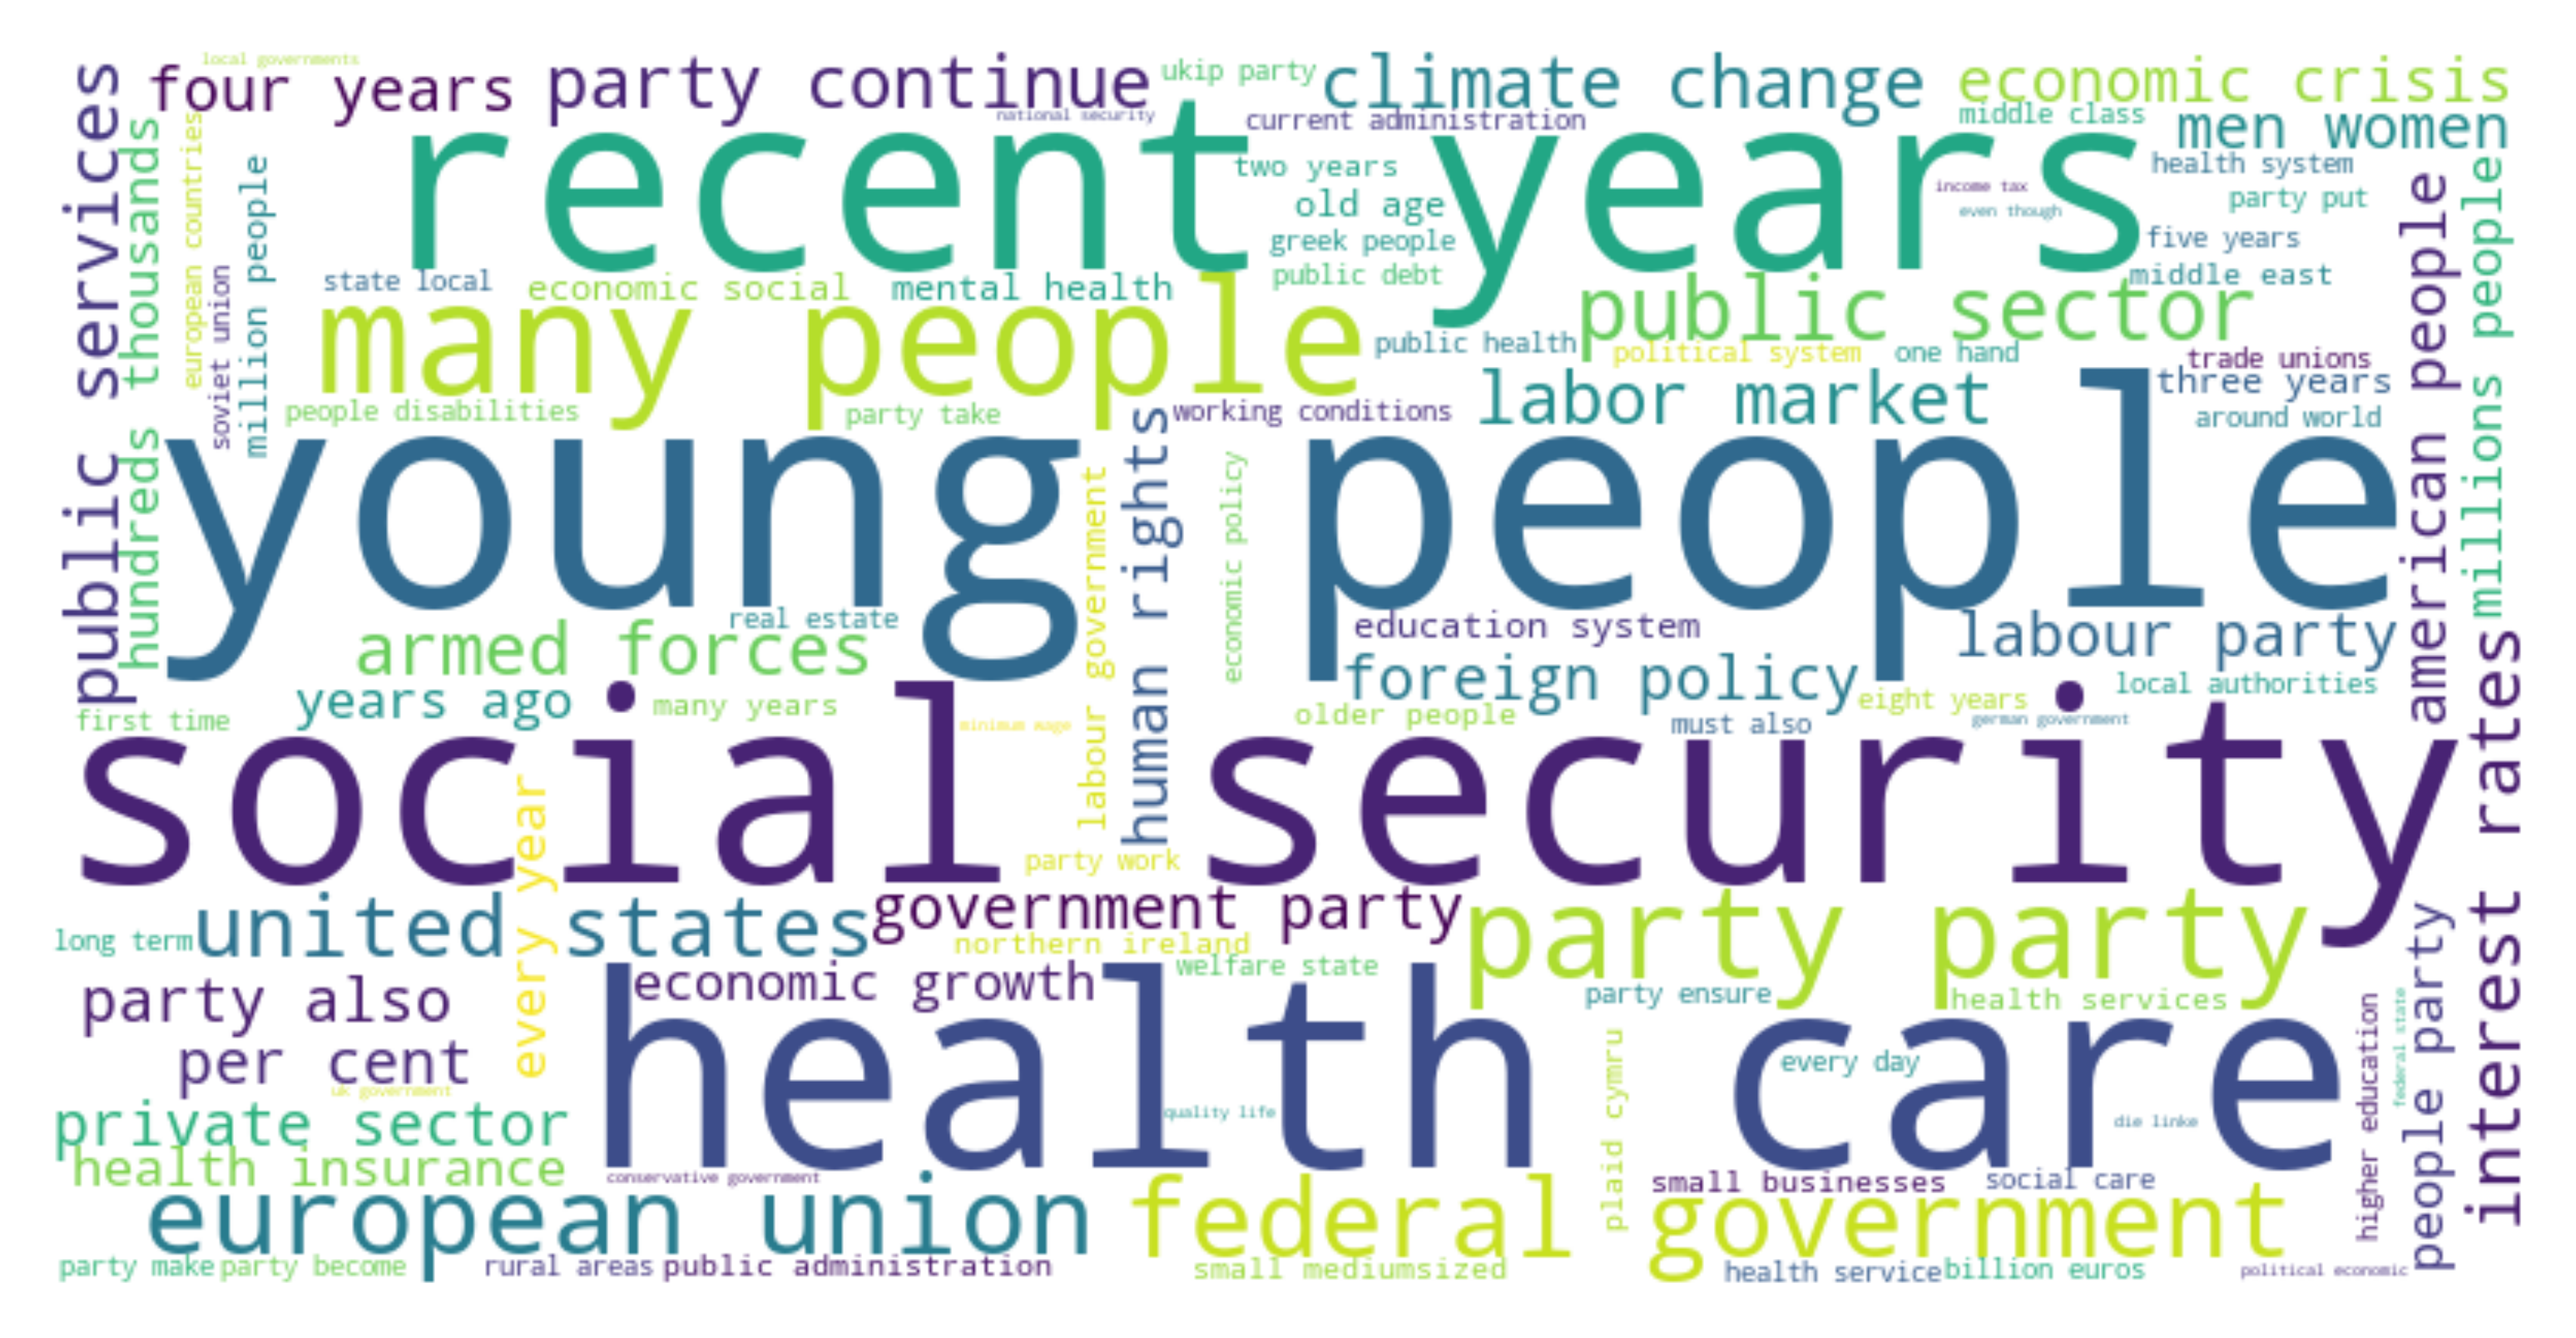 local governments
four years
party continue
ukip party
climate change
economic crisis
public services
hundreds thousands
european countries
soviet union
million people
national security
current administration
middle class
men women
recent years
two years
old age
greek people
public debt
income tax
even though
health system
party put
five years
middle east
american people
millions people
state local
economic social
mental health
many people
public health
public sector
political system
one hand
trade unions
three years
around world
people disabilities
party take
working conditions
labor market
young people
labour government
human rights
economic policy
real estate
armed forces
education system
labour party
foreign policy
years ago
many years
first time
minimum wage
older people
must also
eight years
local authorities
german government
social security
interest rates
every year
party work
united states
long term
government party
northern ireland
party party
economic growth
welfare state
party ensure
health services
party also
per cent
health care
uk government
private sector
health insurance
quality life
every day
die linke
plaid cymru
higher education
federal state
people party
conservative government
european union
federal government
small businesses
social care
party make
party become
rural areas
public administration
small mediumsized
health service
billion euros
political economic